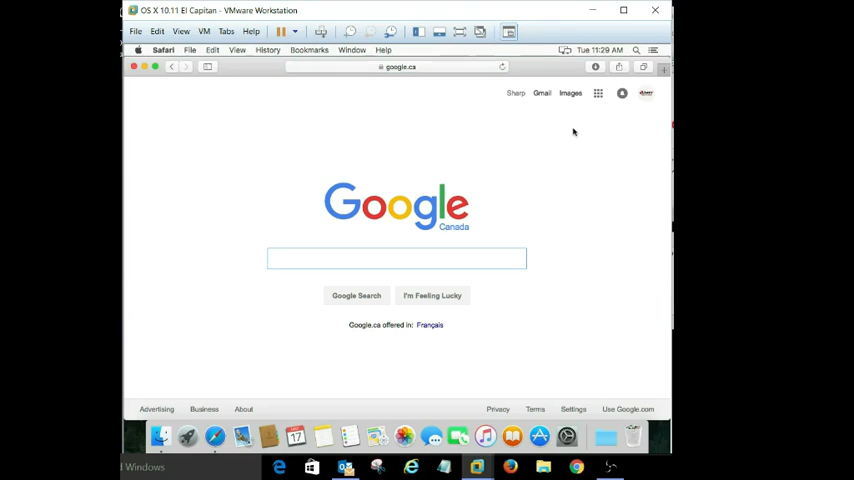 OS X 10.11 El Capitan - VMware Workstation
File Edit View VM Tabs Help
Safari File Edit View History Bookmarks Window Help Tue 11:29 AM
google.ca
Sharp Gmail Images
Google
Canada
Google Search I'm Feeling Lucky
Google.ca offered in: Français
Advertising Business About Privacy Terms Settings Use Google.com
17
d Windows